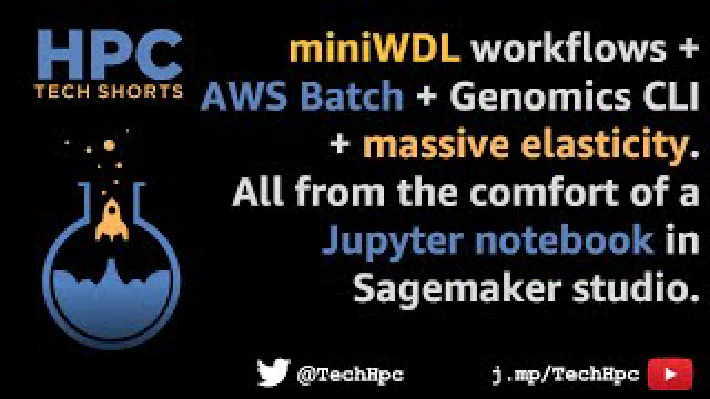 HPC
TECH SHORTS
miniWDL workflows +
AWS Batch + Genomics CLI
+ massive elasticity.
All from the comfort of a
Jupyter notebook in
Sagemaker studio.
@TechHpc
j.mp/TechHpc